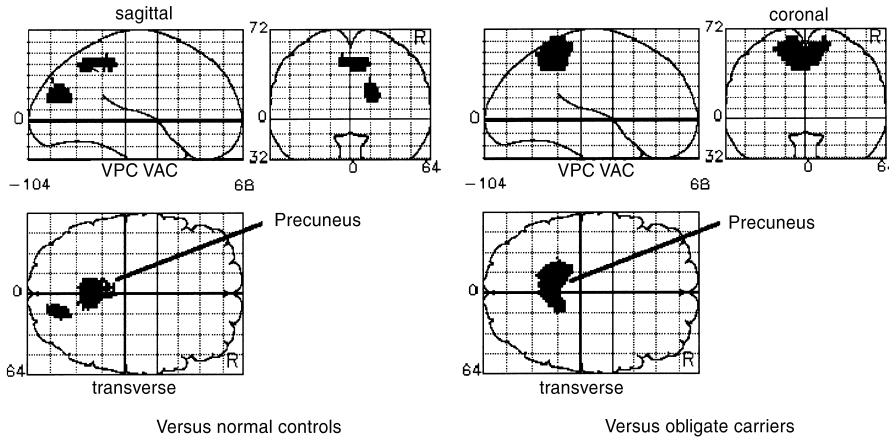 sagittal
72
R
0
32
VPC VAC
0
64
−104
68
Precuneus
0
R
64
transverse
Versus normal controls
coronal
72
R
0
0
32
VPC VAC
0
64
−104
68
Precuneus
0
R
64
transverse
Versus obligate carriers
0